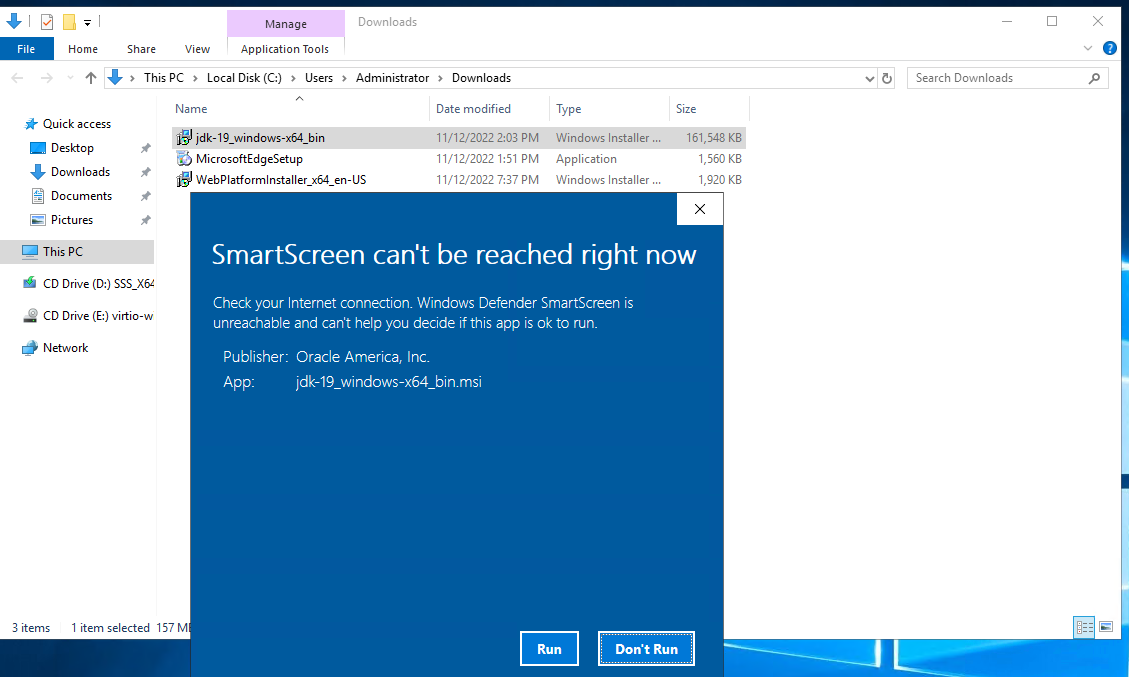 Manage
Downloads
File
Home
Share
View
Application Tools
This PC
Local Disk (C:)
Users
Administrator
Downloads
Search Downloads
Name
Date modified
Type
Size
Quick access
Desktop
Downloads
Documents
Pictures
This PC
CD Drive (D:) SSS_X64
CD Drive (E:) virtio-w
Network
jdk-19_windows-x64_bin 11/12/2022 2:03 PM Windows Installer ... 161,548 KB
MicrosoftEdgeSetup 11/12/2022 1:51 PM Application 1,560 KB
WebPlatformInstaller_x64_en-US 11/12/2022 7:37 PM Windows Installer ... 1,920 KB
SmartScreen can't be reached right now
Check your Internet connection. Windows Defender SmartScreen is
unreachable and can't help you decide if this app is ok to run.
Publisher: Oracle America, Inc.
App: jdk-19_windows-x64_bin.msi
Run
Don't Run
3 items
1 item selected 157 M